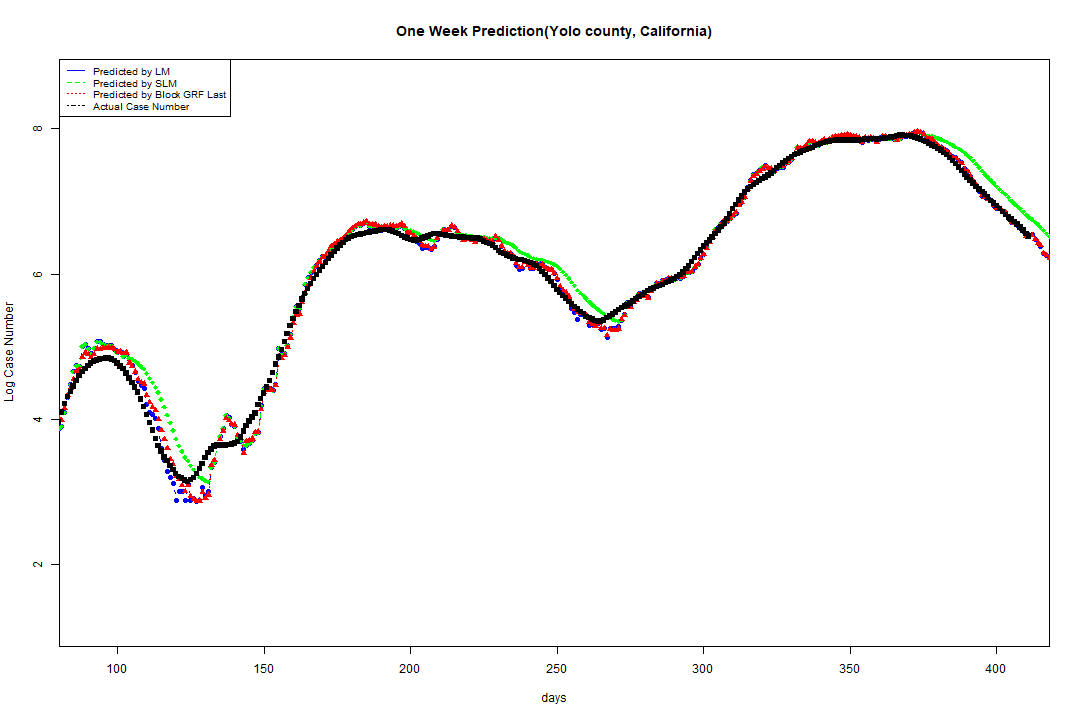 One Week Prediction(Yolo county, California)
Predicted by LM
Predicted by SLM
Predicted by Block GRF Last
Actual Case Number
Log Case Number
8
6
4
2
100 150 200 250 300 350 400
days